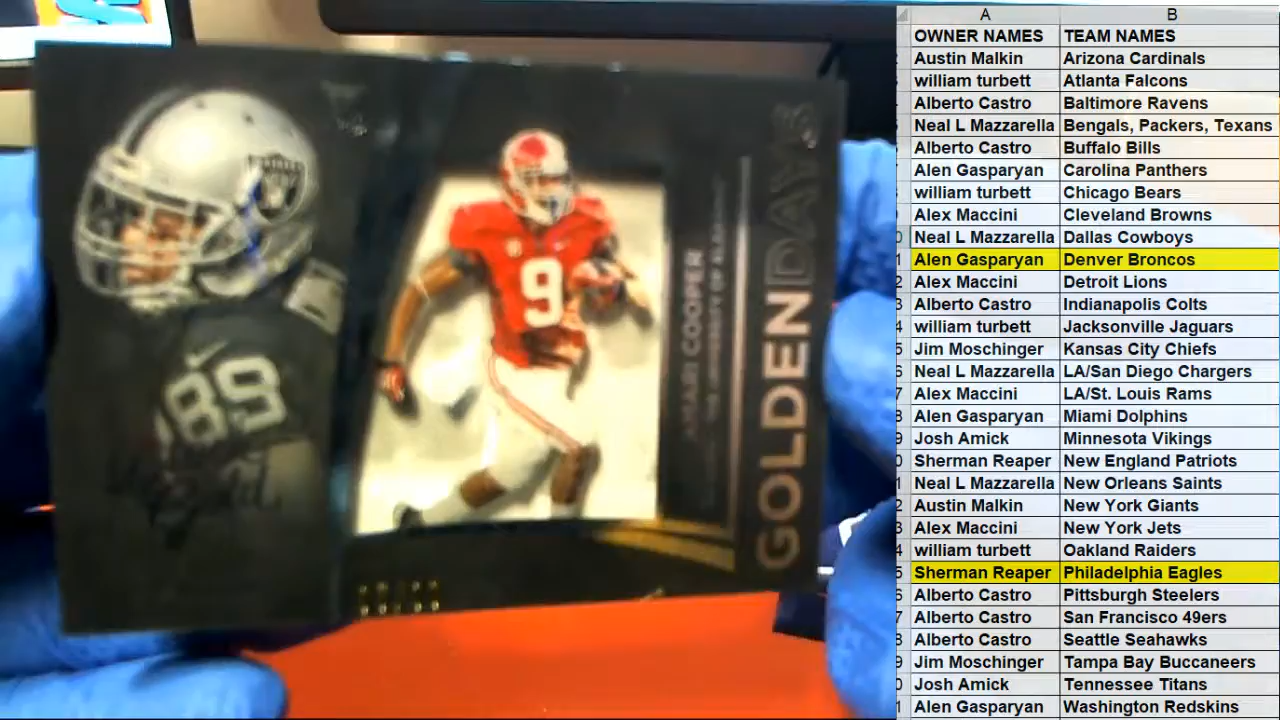 GOLDENDAYS
AMARI COOPER
THE UNIVERSITY OF ALABAMA
89
9
A B
OWNER NAMES TEAM NAMES
Austin Malkin Arizona Cardinals
william turbett Atlanta Falcons
Alberto Castro Baltimore Ravens
Neal L Mazzarella Bengals, Packers, Texans
Alberto Castro Buffalo Bills
Alen Gasparyan Carolina Panthers
william turbett Chicago Bears
Alex Maccini Cleveland Browns
Neal L Mazzarella Dallas Cowboys
Alen Gasparyan Denver Broncos
Alex Maccini Detroit Lions
Alberto Castro Indianapolis Colts
william turbett Jacksonville Jaguars
Jim Moschinger Kansas City Chiefs
Neal L Mazzarella LA/San Diego Chargers
Alex Maccini LA/St. Louis Rams
Alen Gasparyan Miami Dolphins
Josh Amick Minnesota Vikings
Sherman Reaper New England Patriots
Neal L Mazzarella New Orleans Saints
Austin Malkin New York Giants
Alex Maccini New York Jets
william turbett Oakland Raiders
Sherman Reaper Philadelphia Eagles
Alberto Castro Pittsburgh Steelers
Alberto Castro San Francisco 49ers
Alberto Castro Seattle Seahawks
Jim Moschinger Tampa Bay Buccaneers
Josh Amick Tennessee Titans
Alen Gasparyan Washington Redskins